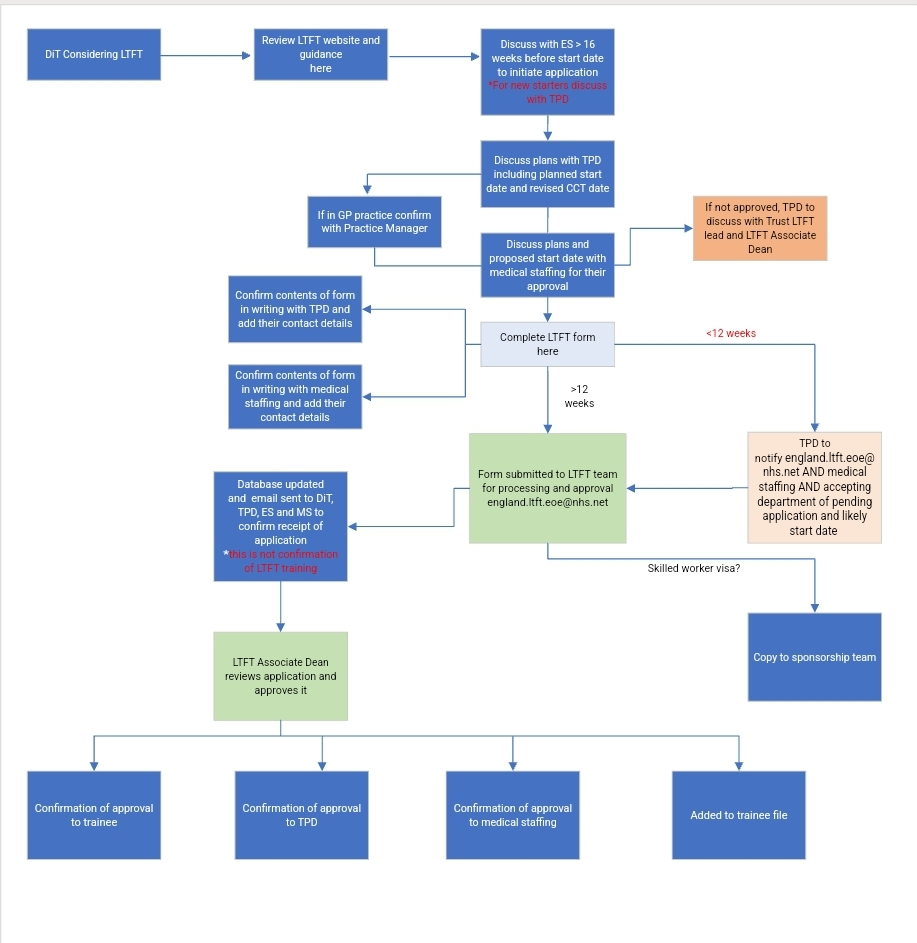 DiT Considering LTFT
Review LTFT website and
guidance
here
Discuss with ES > 16
weeks before start date
to initiate application
*For new starters discuss
with TPD
Discuss plans with TPD
including planned start
date and revised CCT date
If in GP practice confirm
with Practice Manager
If not approved, TPD to
discuss with Trust LTFT
lead and LTFT Associate
Dean
Discuss plans and
proposed start date with
medical staffing for their
approval
Confirm contents of form
in writing with TPD and
add their contact details
Complete LTFT form
here
<12 weeks
Confirm contents of form
in writing with medical
staffing and add their
contact details
>12
weeks
Form submitted to LTFT team
for processing and approval
england.ltft.eoe@nhs.net
TPD to
notify england.ltft.eoe@
nhs.net AND medical
staffing AND accepting
department of pending
application and likely
start date
Database updated
and  email sent to DiT,
TPD, ES and MS to
confirm receipt of
application
*this is not confirmation
of LTFT training
Skilled worker visa?
Copy to sponsorship team
LTFT Associate Dean
reviews application and
approves it
Confirmation of approval
to trainee
Confirmation of approval
to TPD
Confirmation of approval
to medical staffing
Added to trainee file